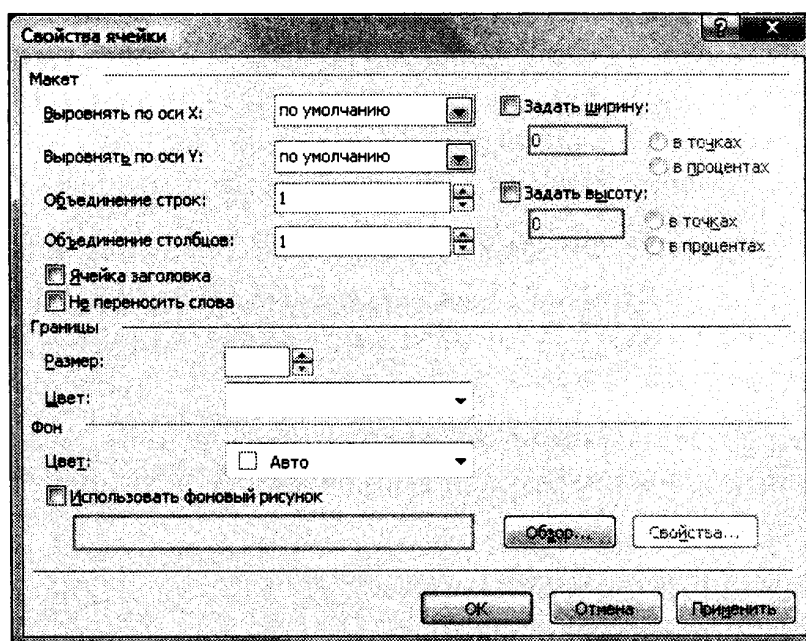 Свойства ячейки
Макет
Выровнять по оси X: по умолчанию
Задать ширину:
0
в точках
в процентах
Выровнять по оси Y: по умолчанию
Объединение строк: 1
Задать высоту:
0
в точках
в процентах
Объединение столбцов: 1
Ячейка заголовка
Не переносить слова
Границы
Размер:
Цвет:
Фон
Цвет: Авто
Использовать фоновый рисунок
Обзор... Свойства...
ОК Отмена Применить